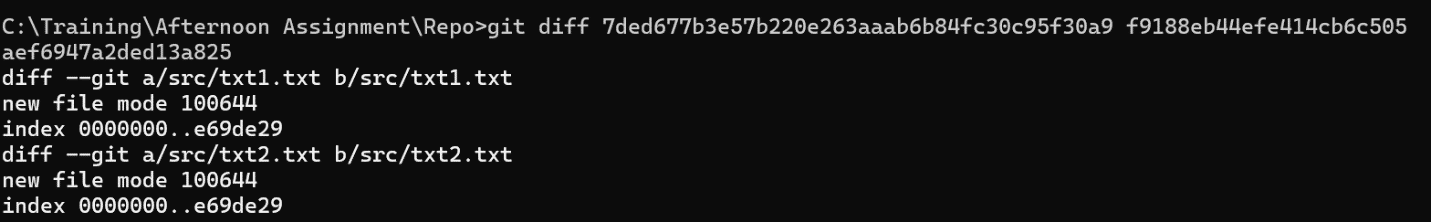 C:\Training\Afternoon Assignment\Repo>git diff 7ded677b3e57b220e263aaab6b84fc30c95f30a9 f9188eb44efe414cb6c505
aef6947a2ded13a825
diff --git a/src/txt1.txt b/src/txt1.txt
new file mode 100644
index 0000000..e69de29
diff --git a/src/txt2.txt b/src/txt2.txt
new file mode 100644
index 0000000..e69de29